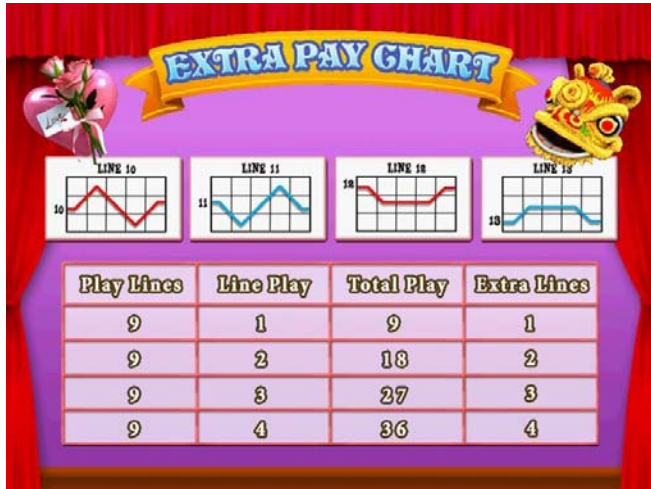 EXTRA PAY CHART
Love
LINE 10
10
LINE 11
11
LINE 12
12
LINE 13
13
Play Lines Line Play Total Play Extra Lines
9 1 9 1
9 2 18 2
9 3 27 3
9 4 36 4